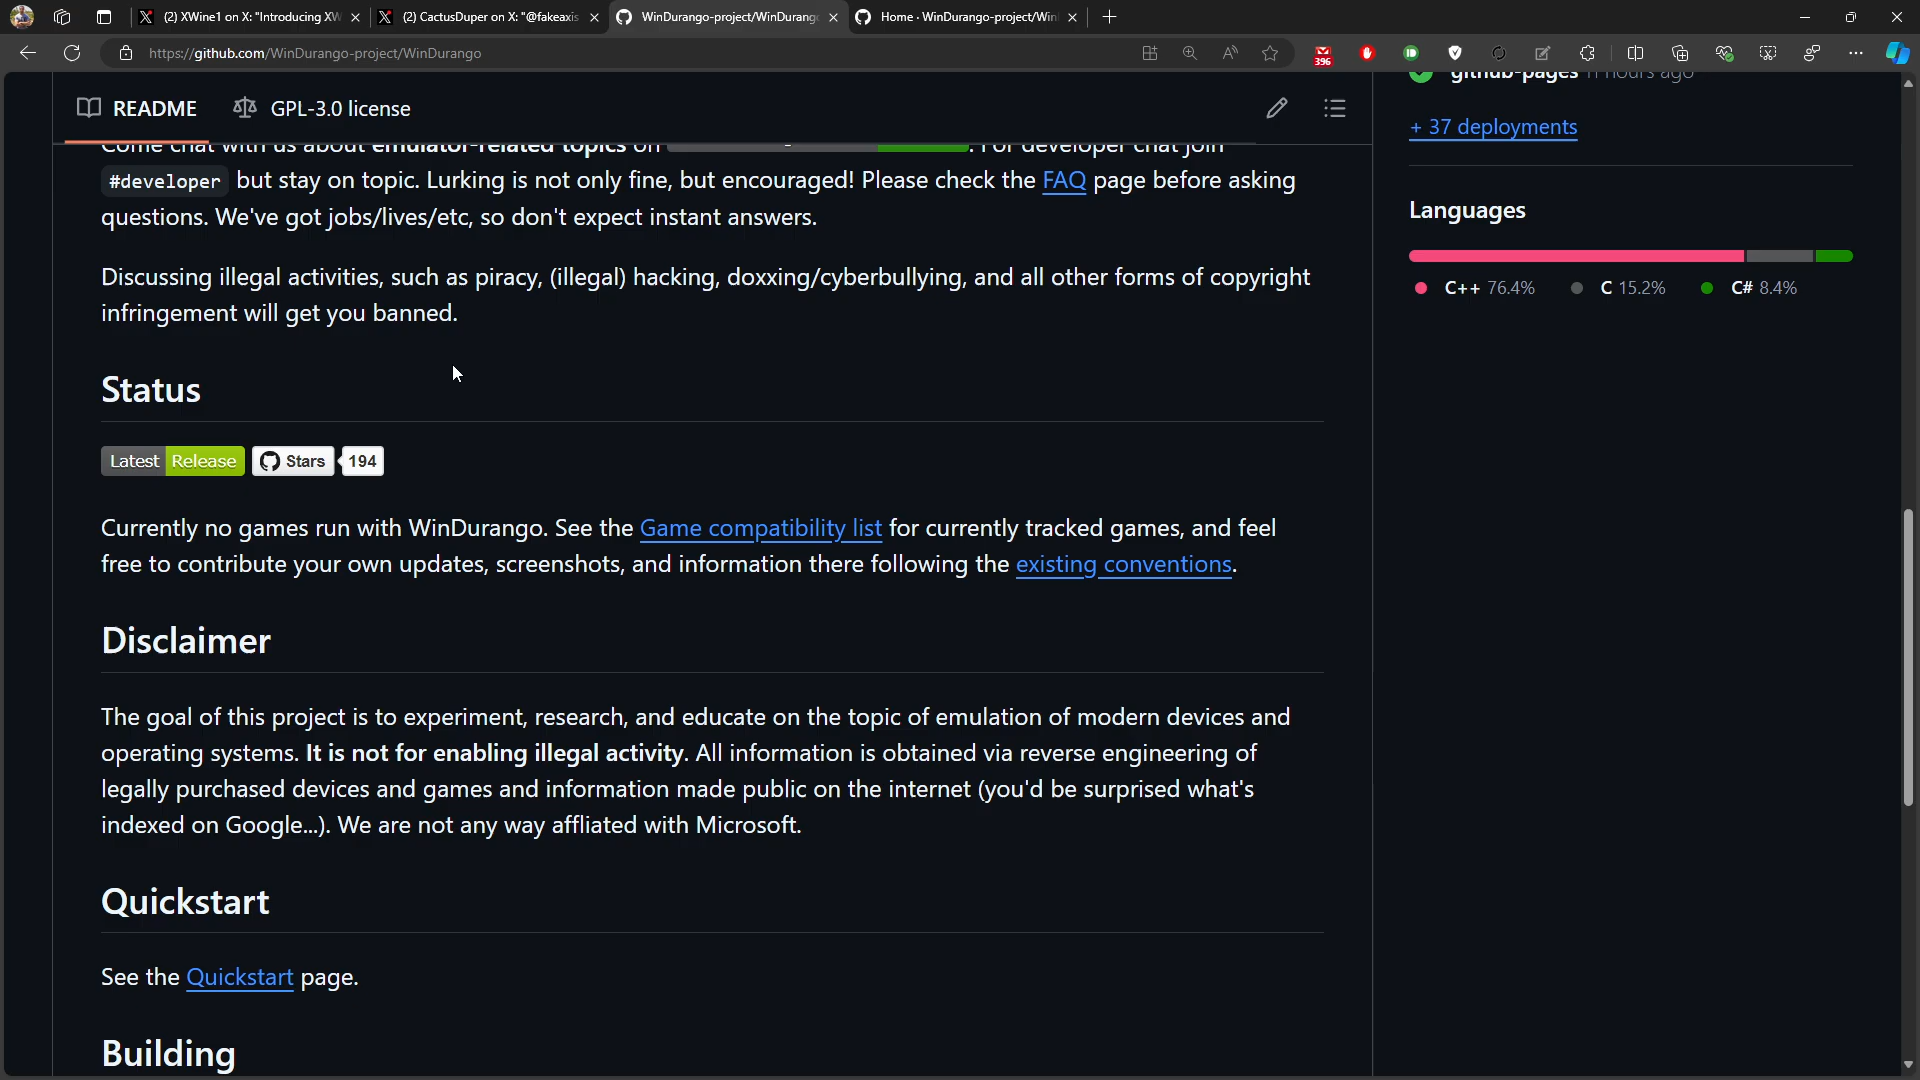 (2) XWine1 on X: "Introducing XW
(2) CactusDuper on X: "@fakeaxis
WinDurango-project/WinDurang
Home · WinDurango-project/Win
https://github.com/WinDurango-project/WinDurango
396
README
GPL-3.0 license
Come chat with us about emulator-related topics on . For developer chat join
#developer but stay on topic. Lurking is not only fine, but encouraged! Please check the FAQ page before asking
questions. We've got jobs/lives/etc, so don't expect instant answers.
Discussing illegal activities, such as piracy, (illegal) hacking, doxxing/cyberbullying, and all other forms of copyright
infringement will get you banned.
Status
Latest Release Stars 194
Currently no games run with WinDurango. See the Game compatibility list for currently tracked games, and feel
free to contribute your own updates, screenshots, and information there following the existing conventions.
Disclaimer
The goal of this project is to experiment, research, and educate on the topic of emulation of modern devices and
operating systems. It is not for enabling illegal activity. All information is obtained via reverse engineering of
legally purchased devices and games and information made public on the internet (you'd be surprised what's
indexed on Google...). We are not any way affliated with Microsoft.
Quickstart
See the Quickstart page.
Building
github-pages 11 hours ago
+ 37 deployments
Languages
C++ 76.4% C 15.2% C# 8.4%